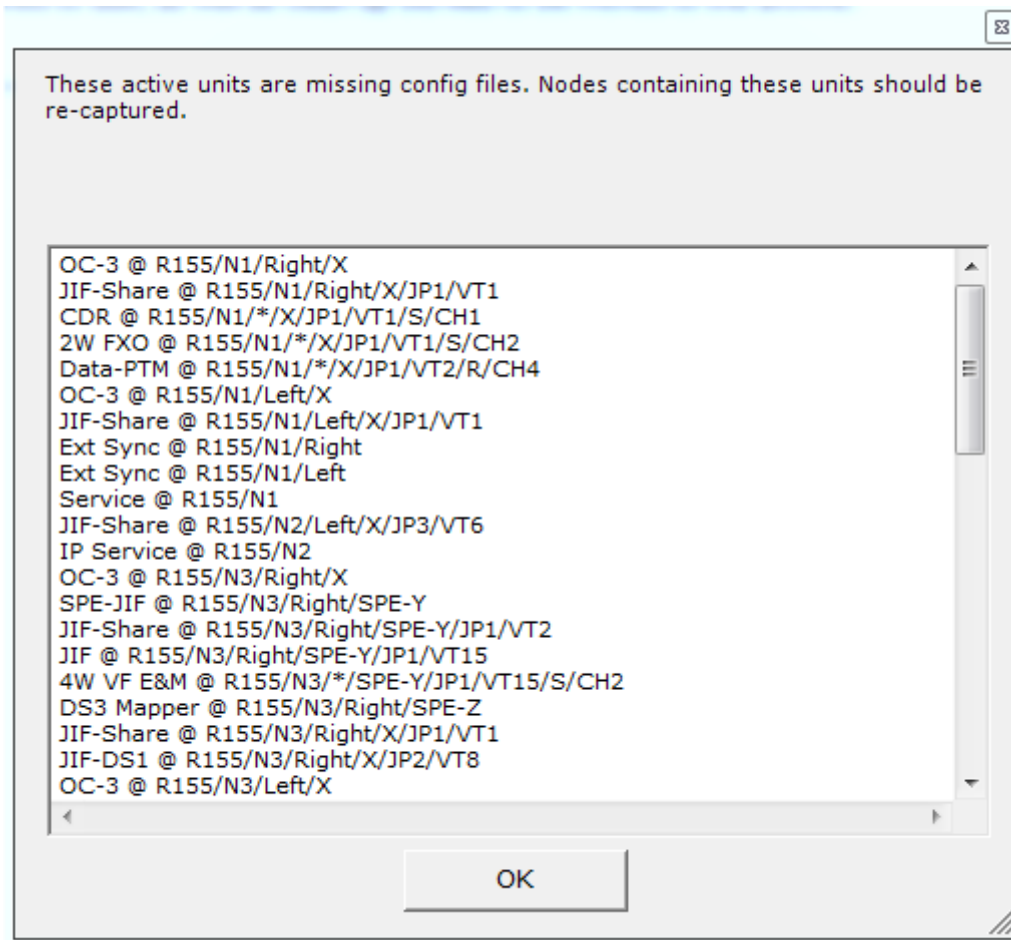 These active units are missing config files. Nodes containing these units should be
re-captured.
OC-3 @ R155/N1/Right/X
JIF-Share @ R155/N1/Right/X/JP1/VT1
CDR @ R155/N1/*/X/JP1/VT1/S/CH1
2W FXO @ R155/N1/*/X/JP1/VT1/S/CH2
Data-PTM @ R155/N1/*/X/JP1/VT2/R/CH4
OC-3 @ R155/N1/Left/X
JIF-Share @ R155/N1/Left/X/JP1/VT1
Ext Sync @ R155/N1/Right
Ext Sync @ R155/N1/Left
Service @ R155/N1
JIF-Share @ R155/N2/Left/X/JP3/VT6
IP Service @ R155/N2
OC-3 @ R155/N3/Right/X
SPE-JIF @ R155/N3/Right/SPE-Y
JIF-Share @ R155/N3/Right/SPE-Y/JP1/VT2
JIF @ R155/N3/Right/SPE-Y/JP1/VT15
4W VF E&M @ R155/N3/*/SPE-Y/JP1/VT15/S/CH2
DS3 Mapper @ R155/N3/Right/SPE-Z
JIF-Share @ R155/N3/Right/X/JP1/VT1
JIF-DS1 @ R155/N3/Right/X/JP2/VT8
OC-3 @ R155/N3/Left/X
OK